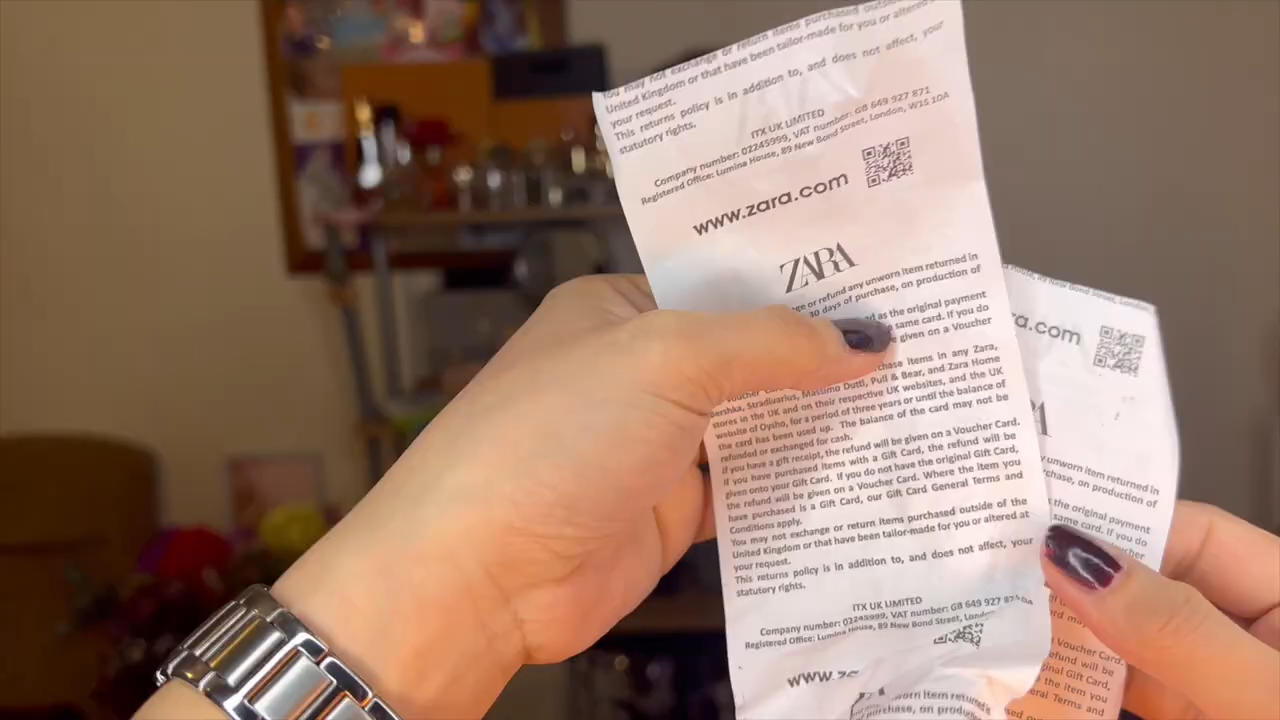 You may not exchange or return items purchased outside
United Kingdom or that have been tailor-made for you or altered
your request.
This returns policy is in addition to, and does not affect, your
statutory rights.
ITX UK LIMITED
Company number: 02245999, VAT number: GB 649 927 871
Registered Office: Lumina House, 89 New Bond Street, London, W1S 1DA
www.zara.com
ZARA
or refund any unworn item returned in
30 days of purchase, on production of
as the original payment
same card. If you do
given on a Voucher
items in any Zara,
Stradivarius, Massimo Dutti, Pull & Bear, and Zara Home
stores in the UK and on their respective UK websites, and the UK
website of Oysho, for a period of three years or until the balance of
the card has been used up. The balance of the card may not be
refunded or exchanged for cash.
If you have a gift receipt, the refund will be given on a Voucher Card.
If you have purchased items with a Gift Card, the refund will be
given onto your Gift Card. If you do not have the original Gift Card,
the refund will be given on a Voucher Card. Where the item you
have purchased is a Gift Card, our Gift Card General Terms and
Conditions apply.
You may not exchange or return items purchased outside of the
United Kingdom or that have been tailor-made for you or altered at
your request.
This returns policy is in addition to, and does not affect, your
statutory rights.
ITX UK LIMITED
Company number: 02245999, VAT number: GB 649 927
Registered Office: Lumina House, 89 New Bond Street,
www.
item
on
New Bond Street, London,
.com
unworn item returned in
on production of
the original payment
same card. If you do
Voucher Card.
refund will be
Gift Card,
the item you
Terms and